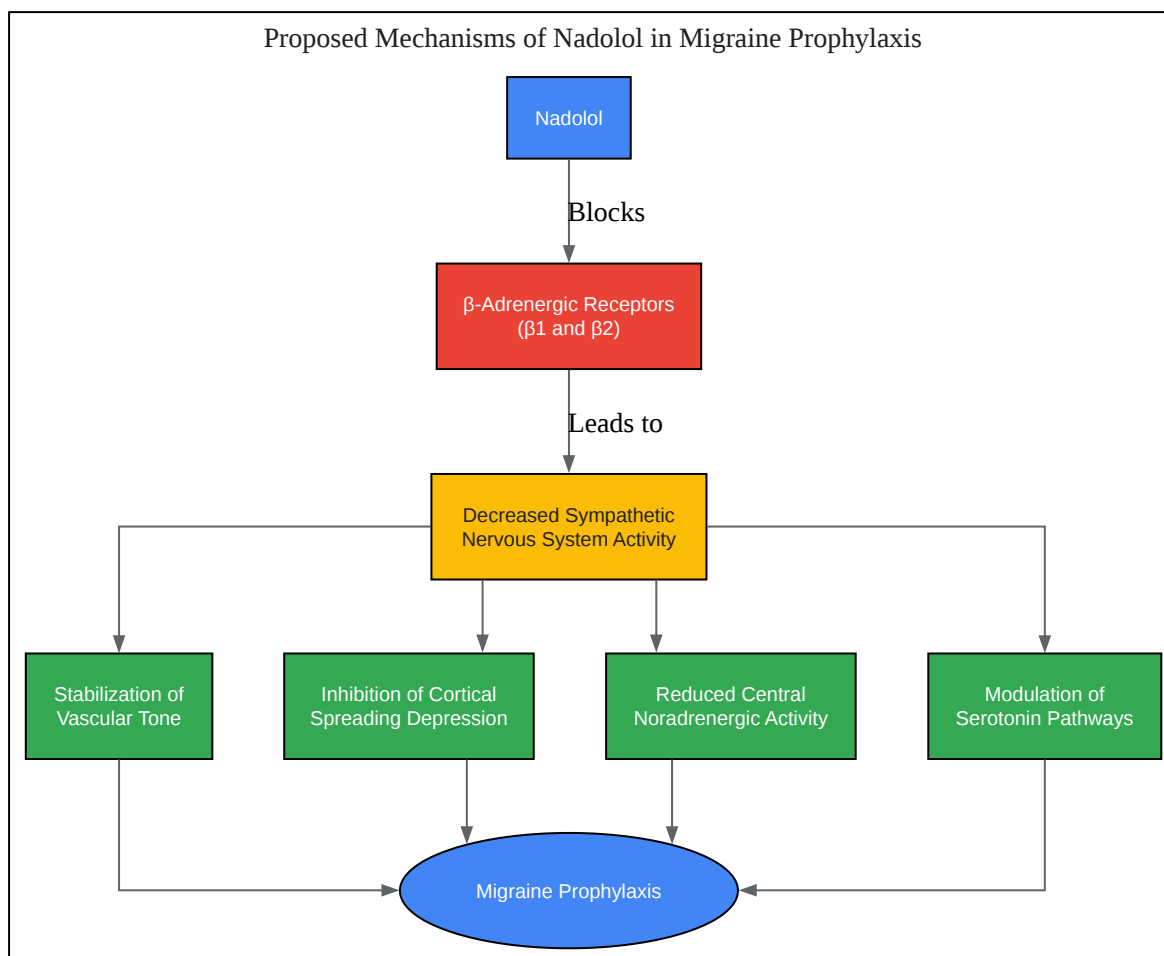 Proposed Mechanisms of Nadolol in Migraine Prophylaxis
Nadolol
Blocks
β-Adrenergic Receptors
(β1 and β2)
Leads to
Decreased Sympathetic
Nervous System Activity
Stabilization of
Vascular Tone
Inhibition of Cortical
Spreading Depression
Reduced Central
Noradrenergic Activity
Modulation of
Serotonin Pathways
Migraine Prophylaxis